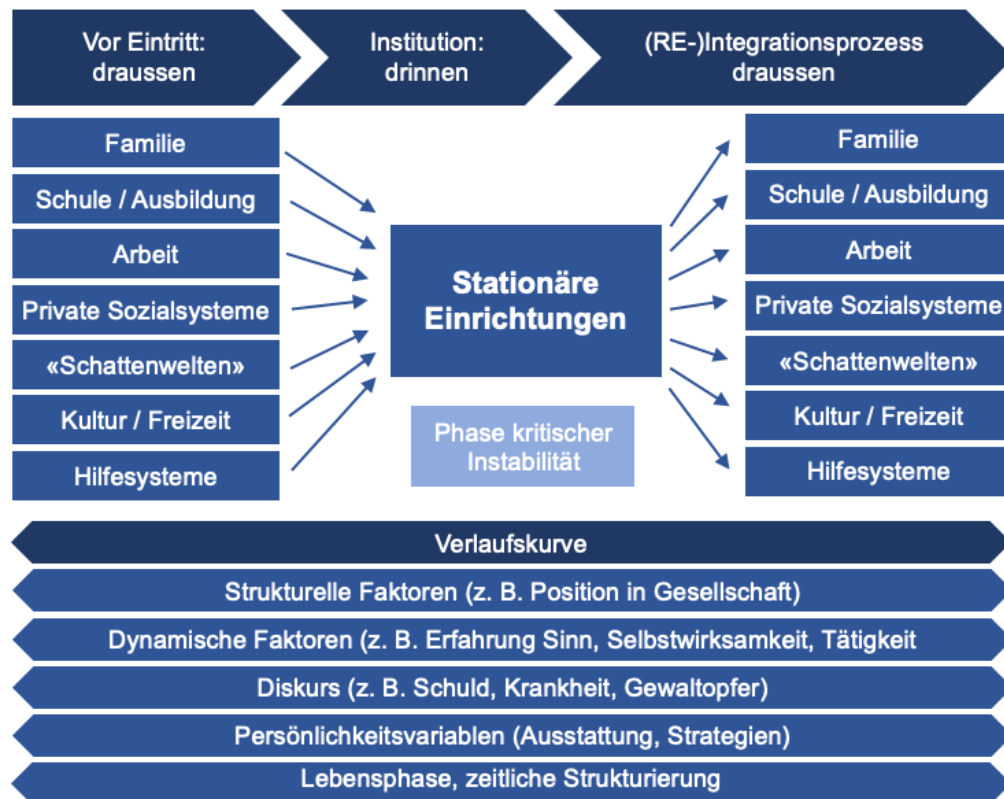 Vor Eintritt:
draussen
Institution:
drinnen
(RE-)Integrationsprozess
draussen
Familie
Schule / Ausbildung
Arbeit
Private Sozialsysteme
«Schattenwelten»
Kultur / Freizeit
Hilfesysteme
Stationäre
Einrichtungen
Phase kritischer
Instabilität
Familie
Schule / Ausbildung
Arbeit
Private Sozialsysteme
«Schattenwelten»
Kultur / Freizeit
Hilfesysteme
Verlaufskurve
Strukturelle Faktoren (z. B. Position in Gesellschaft)
Dynamische Faktoren (z. B. Erfahrung Sinn, Selbstwirksamkeit, Tätigkeit
Diskurs (z. B. Schuld, Krankheit, Gewaltopfer)
Persönlichkeitsvariablen (Ausstattung, Strategien)
Lebensphase, zeitliche Strukturierung